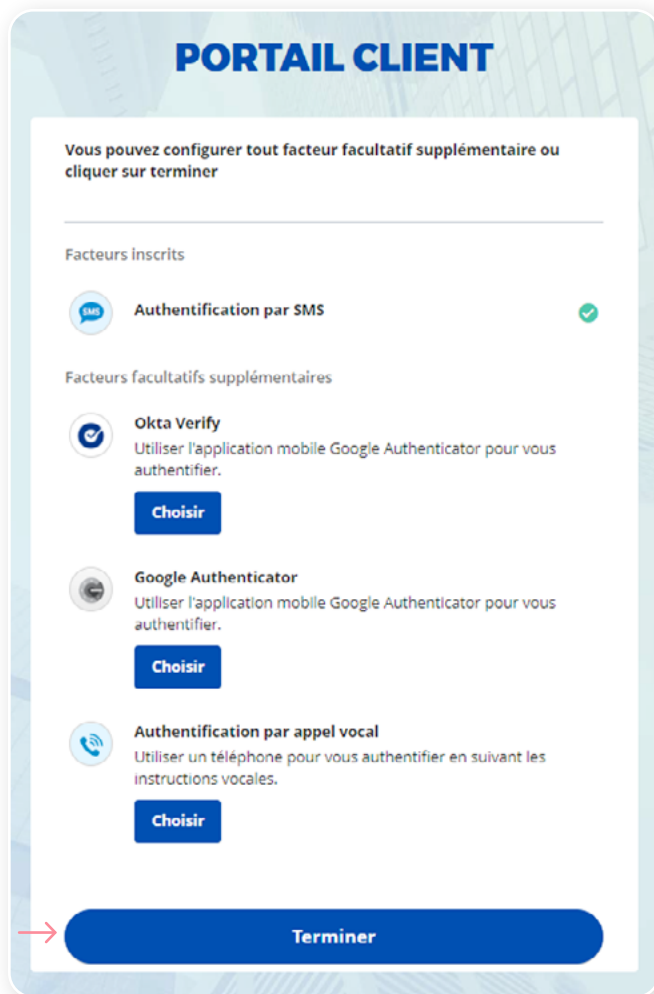 PORTAIL CLIENT
Vous pouvez configurer tout facteur facultatif supplémentaire ou
cliquer sur terminer
Facteurs inscrits
SMS
Authentification par SMS
Facteurs facultatifs supplémentaires
Okta Verify
Utiliser l'application mobile Google Authenticator pour vous
authentifier.
Choisir
Google Authenticator
Utiliser l'application mobile Google Authenticator pour vous
authentifier.
Choisir
Authentification par appel vocal
Utiliser un téléphone pour vous authentifier en suivant les
instructions vocales.
Choisir
Terminer